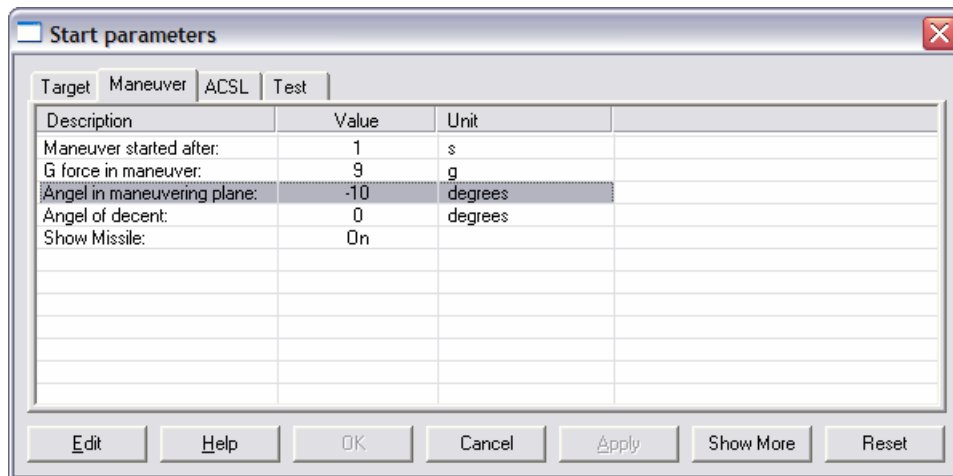 Start parameters
Target Maneuver ACSL Test
Description Value Unit
Maneuver started after: 1 s
G force in maneuver: 9 g
Angel in maneuvering plane: -10 degrees
Angel of decent: 0 degrees
Show Missile: On
Edit Help OK Cancel Apply Show More Reset